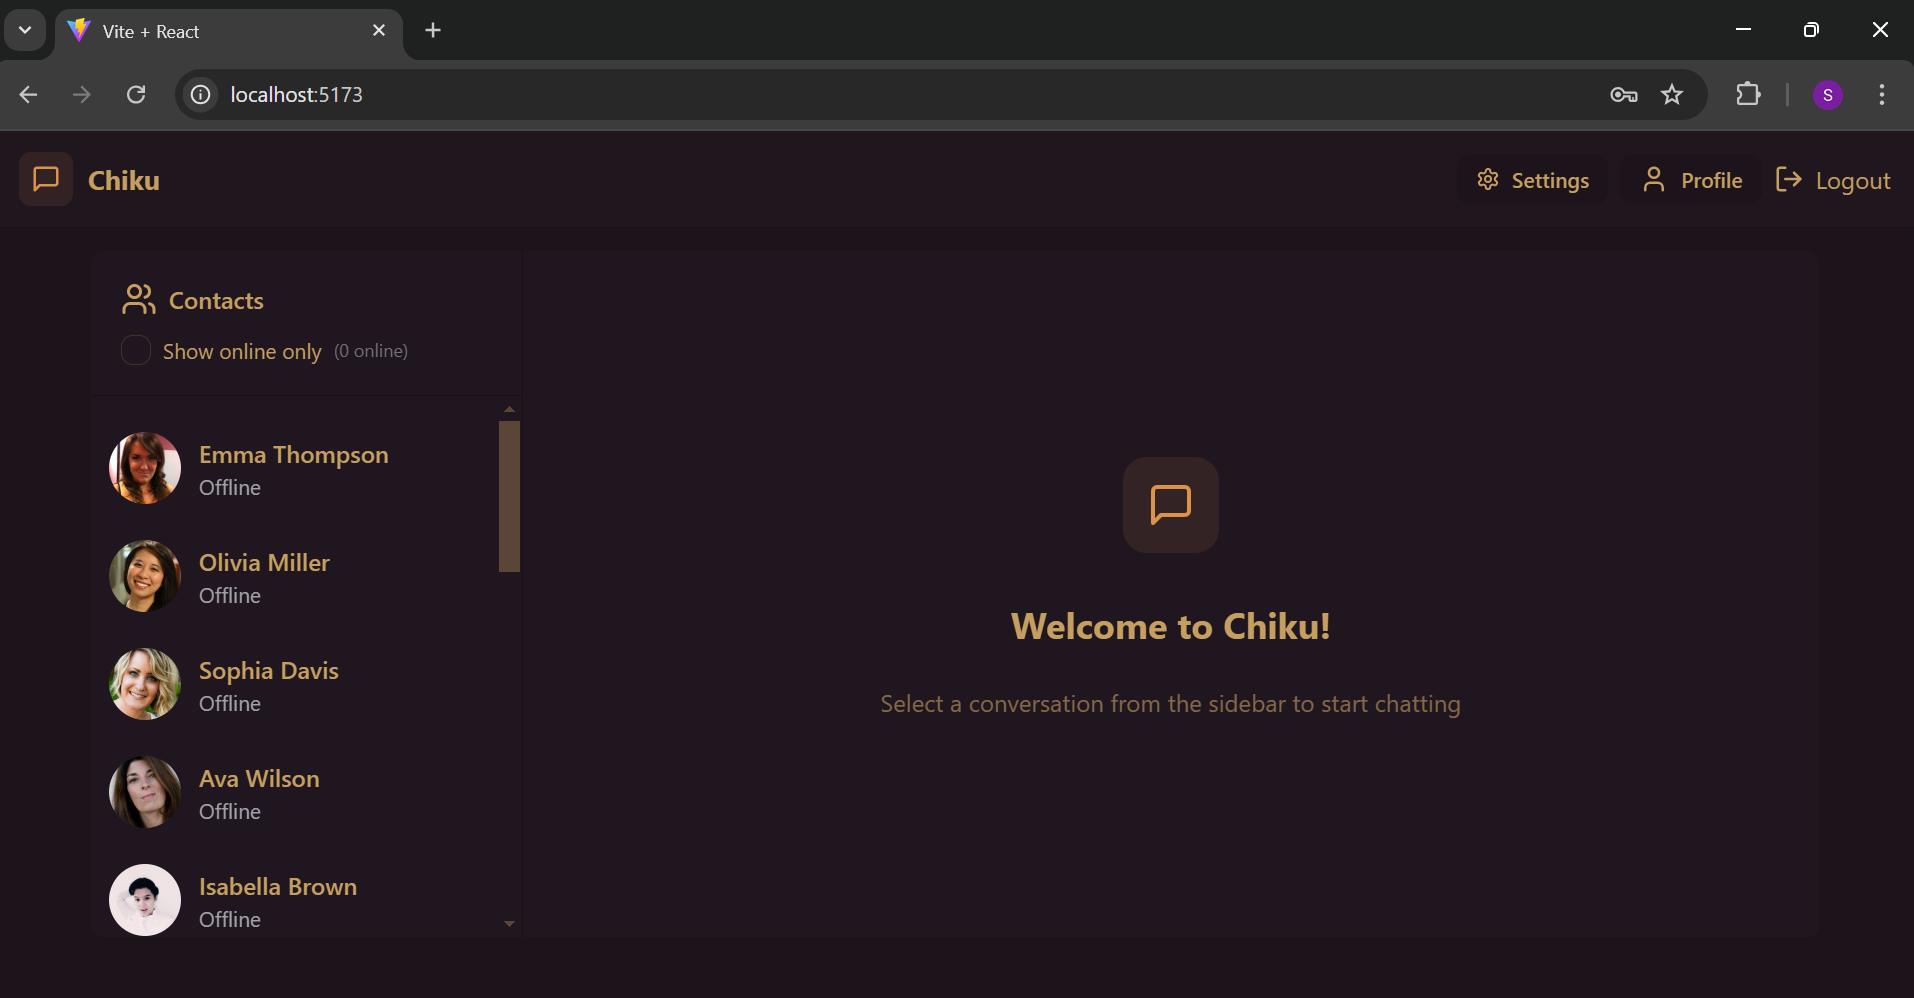 Vite + React
localhost:5173
S
Chiku
Settings
Profile
Logout
Contacts
Show online only (0 online)
Emma Thompson
Offline
Olivia Miller
Offline
Sophia Davis
Offline
Ava Wilson
Offline
Isabella Brown
Offline
Welcome to Chiku!
Select a conversation from the sidebar to start chatting